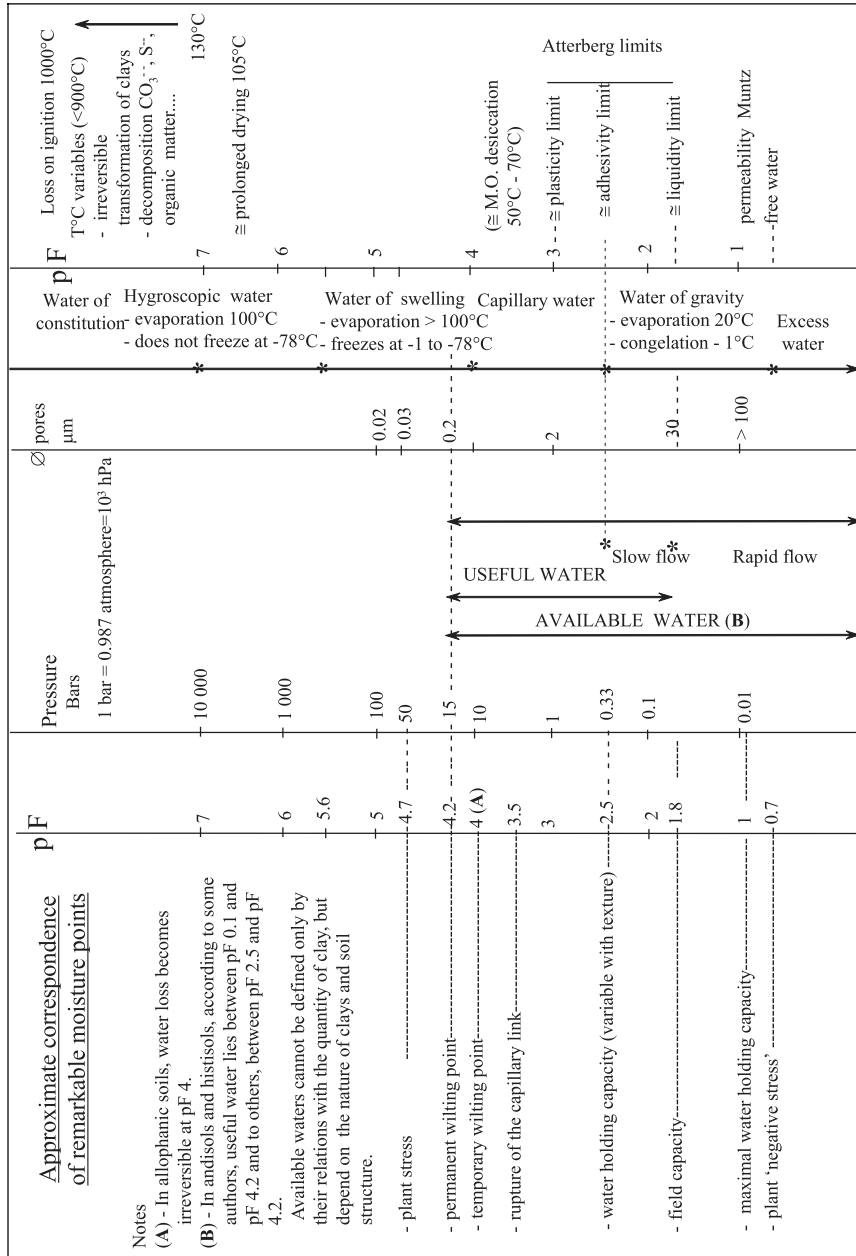 Approximate correspondence
of remarkable moisture points
Notes
(A) - In allophanic soils, water loss becomes
irreversible at pF 4.
(B) - In andisols and histisols, according to some
authors, useful water lies between pF 0.1 and
pF 4.2 and to others, between pF 2.5 and pF
4.2.
Available waters cannot be defined only by
their relations with the quantity of clay, but
depend on the nature of clays and soil
structure.
- plant stress
- permanent wilting point
- temporary wilting point
- rupture of the capillary link
- water holding capacity (variable with texture)
- field capacity
- maximal water holding capacity
- plant ‘negative stress’
p F
7
6
5.6
5
4.7
4.2
4 (A)
3.5
3
2.5
2
1.8
1
0.7
Pressure
Bars
1 bar = 0.987 atmosphere=10³ hPa
10 000
1 000
100
50
15
10
1
0.33
0.1
0.01
AVAILABLE WATER (B)
USEFUL WATER
Slow flow
Rapid flow
Ø pores
µm
0.02
0.03
0.2
2
30
> 100
Water of
constitution
Hygroscopic water
- evaporation 100°C
- does not freeze at -78°C
Water of swelling
- evaporation > 100°C
- freezes at -1 to -78°C
Capillary water
Water of gravity
- evaporation 20°C
- congelation - 1°C
Excess
water
p F
7
6
5
4
3
2
1
Loss on ignition 1000°C
T°C variables (<900°C)
- irreversible
transformation of clays
- decomposition CO₃⁻⁻, S⁻⁻,
organic matter....
130°C
≅ prolonged drying 105°C
(≅ M.O. desiccation
50°C - 70°C)
≅ plasticity limit
≅ adhesivity limit
≅ liquidity limit
Atterberg limits
permeability Muntz
free water